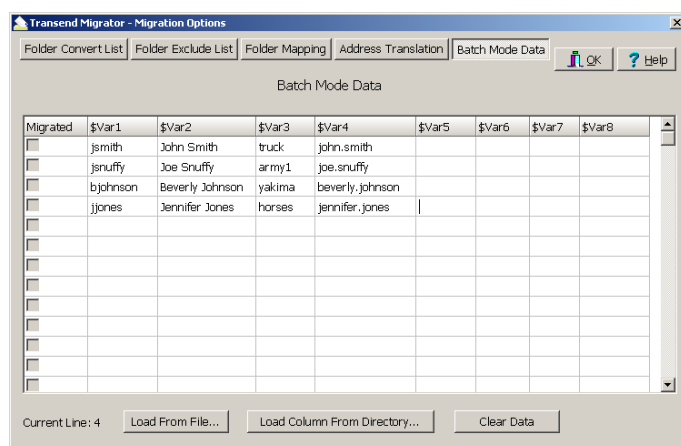 Transend Migrator - Migration Options
Folder Convert List Folder Exclude List Folder Mapping Address Translation Batch Mode Data OK ? Help
Batch Mode Data
Migrated $Var1 $Var2 $Var3 $Var4 $Var5 $Var6 $Var7 $Var8
jsmith John Smith truck john.smith
jsnuffy Joe Snuffy army1 joe.snuffy
bjohnson Beverly Johnson yakima beverly.johnson
jjones Jennifer Jones horses jennifer.jones
Current Line: 4 Load From File... Load Column From Directory... Clear Data